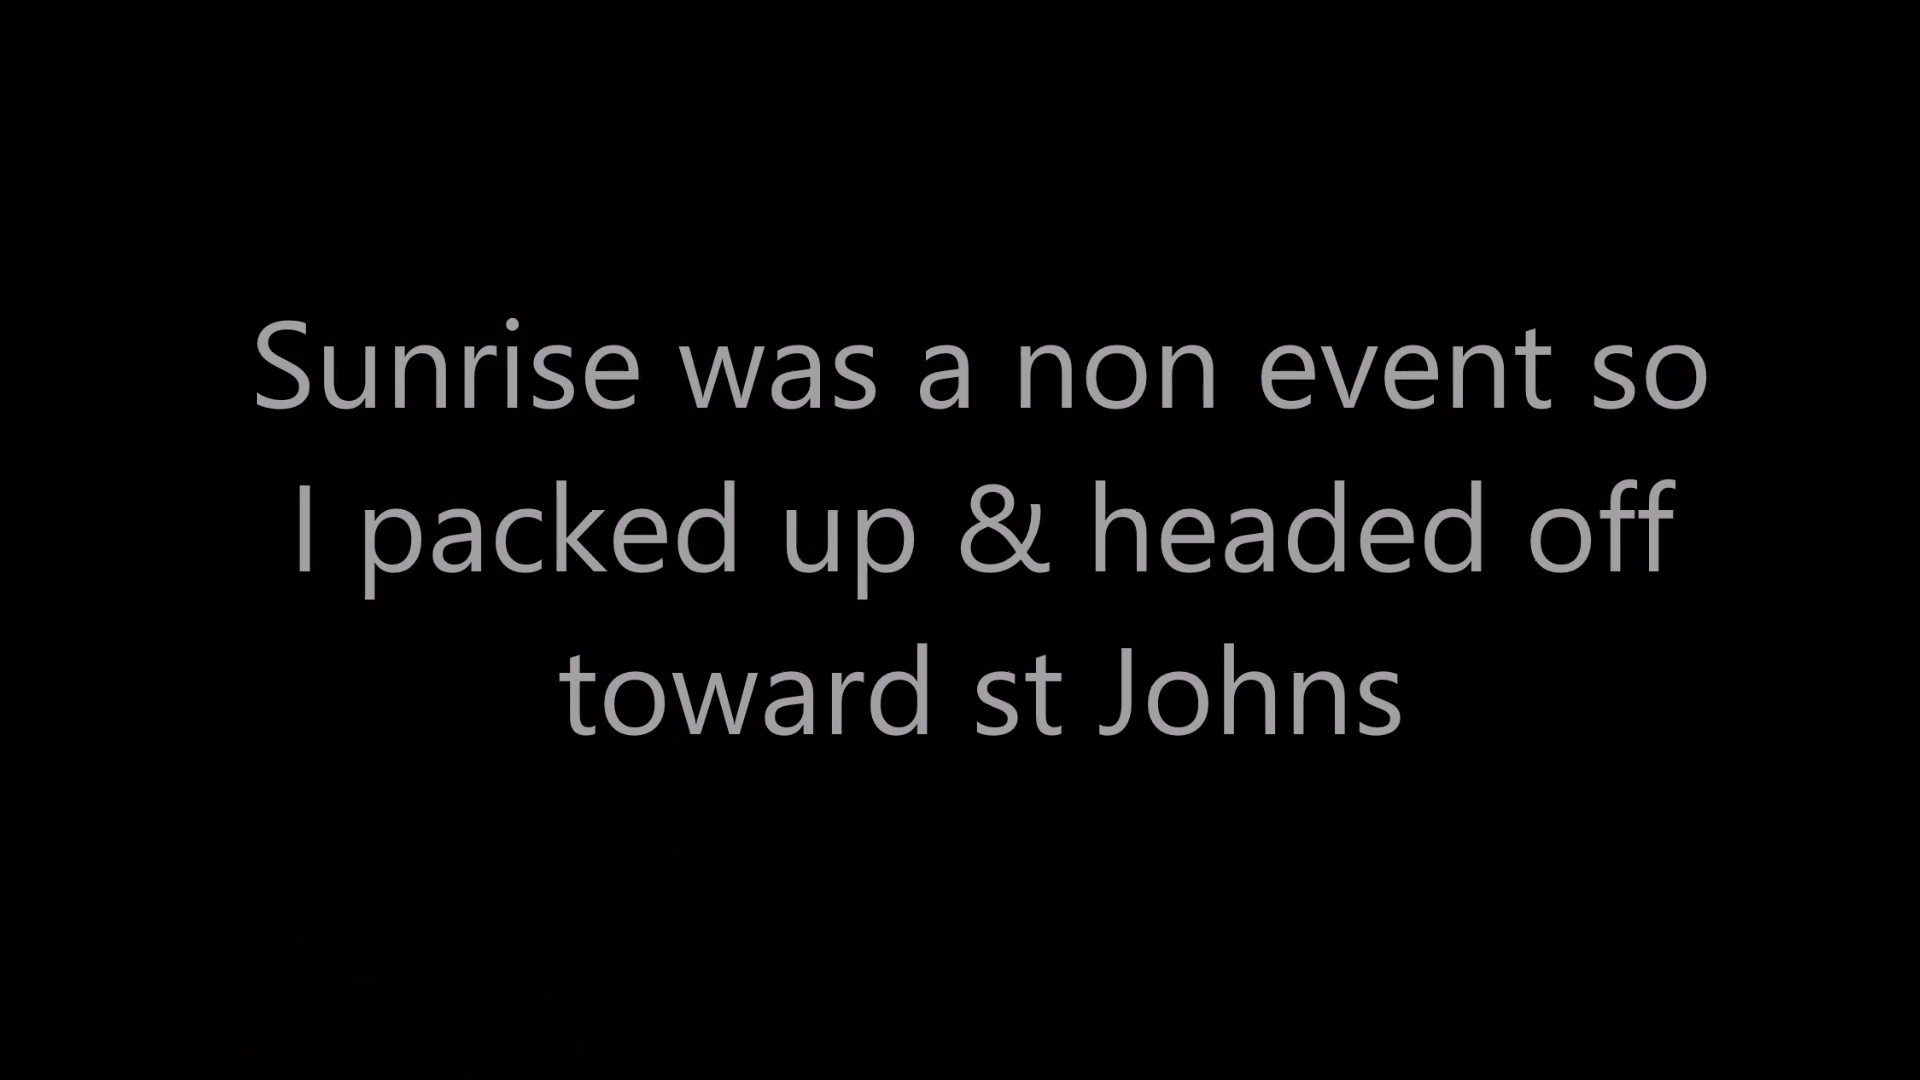 Sunrise was a non event so
I packed up & headed off
toward st Johns